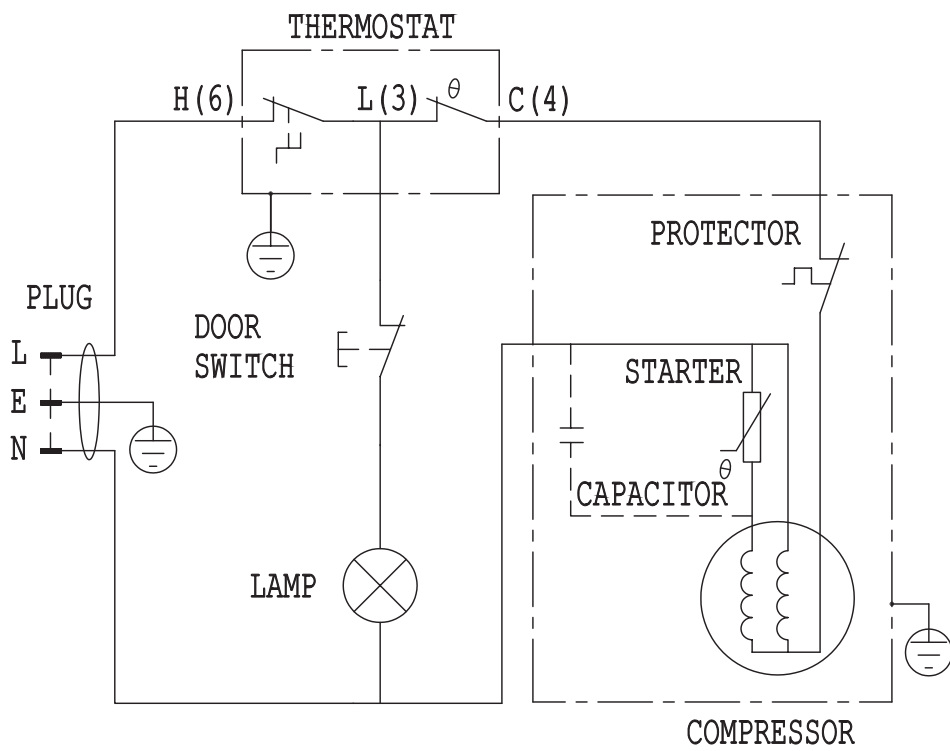 THERMOSTAT
H(6)
L(3)
θ
C(4)
PROTECTOR
PLUG
DOOR
SWITCH
L
STARTER
E
N
θ
CAPACITOR
LAMP
COMPRESSOR